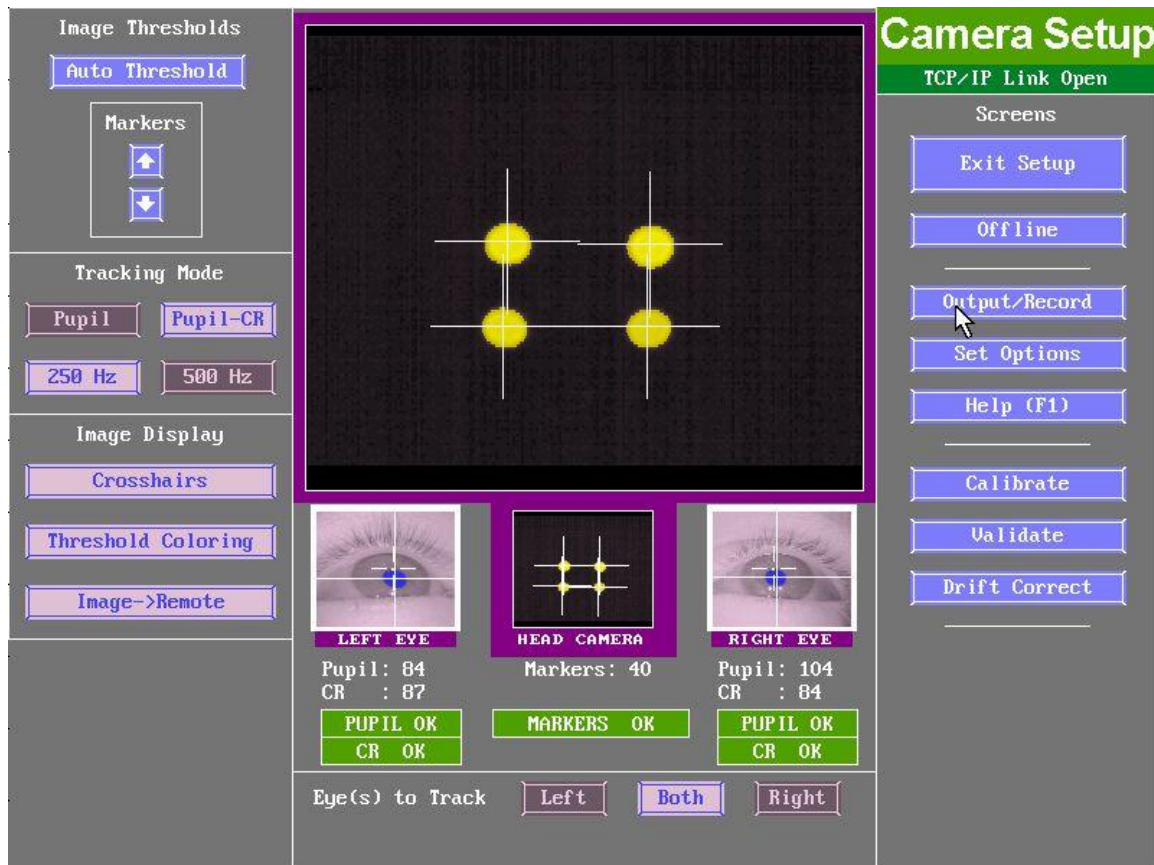 Image Thresholds
Auto Threshold
Markers
Tracking Mode
Pupil Pupil-CR
250 Hz 500 Hz
Image Display
Crosshairs
Threshold Coloring
Image->Remote
LEFT EYE
Pupil: 84
CR : 87
PUPIL OK
CR OK
HEAD CAMERA
Markers: 40
MARKERS OK
RIGHT EYE
Pupil: 104
CR : 84
PUPIL OK
CR OK
Eye(s) to Track Left Both Right
Camera Setup
TCP/IP Link Open
Screens
Exit Setup
Offline
Output/Record
Set Options
Help (F1)
Calibrate
Validate
Drift Correct